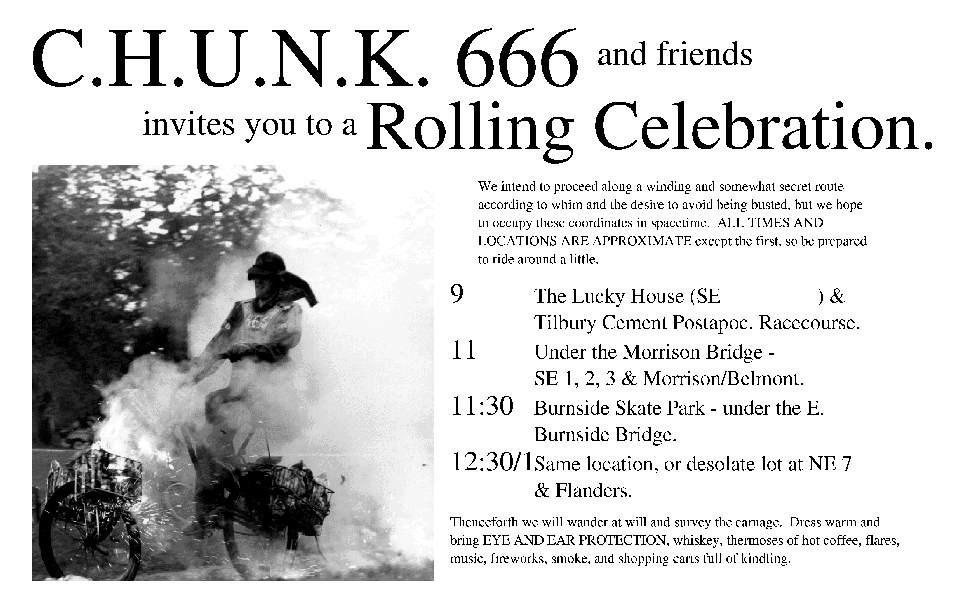 C.H.U.N.K. 666 and friends
invites you to a Rolling Celebration.
We intend to proceed along a winding and somewhat secret route
according to whim and the desire to avoid being busted, but we hope
to occupy these coordinates in spacetime.  ALL TIMES AND
LOCATIONS ARE APPROXIMATE except the first, so be prepared
to ride around a little.
9 The Lucky House (SE ) &
Tilbury Cement Postapoc. Racecourse.
11 Under the Morrison Bridge -
SE 1, 2, 3 & Morrison/Belmont.
11:30 Burnside Skate Park - under the E.
Burnside Bridge.
12:30/1 Same location, or desolate lot at NE 7
& Flanders.
Thenceforth we will wander at will and survey the carnage.  Dress warm and
bring EYE AND EAR PROTECTION, whiskey, thermoses of hot coffee, flares,
music, fireworks, smoke, and shopping carts full of kindling.